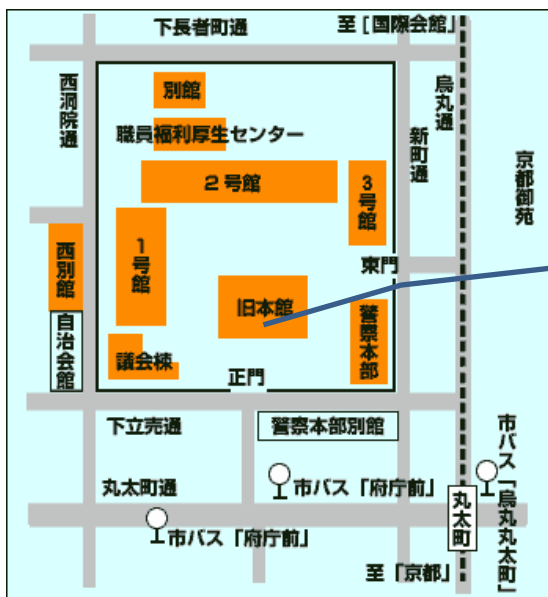 下長者町通
至[国際会館」
西洞院通
烏丸通
新町通
京都御苑
別館
職員福利厚生センター
2号館
3号館
1号館
西別館
自治会館
東門
旧本館
警察本部
議会棟
正門
下立売通
警察本部別館
丸太町通
市バス「府庁前」
市バス「府庁前」
丸太町
市バス「烏丸丸太町」
至「京都」